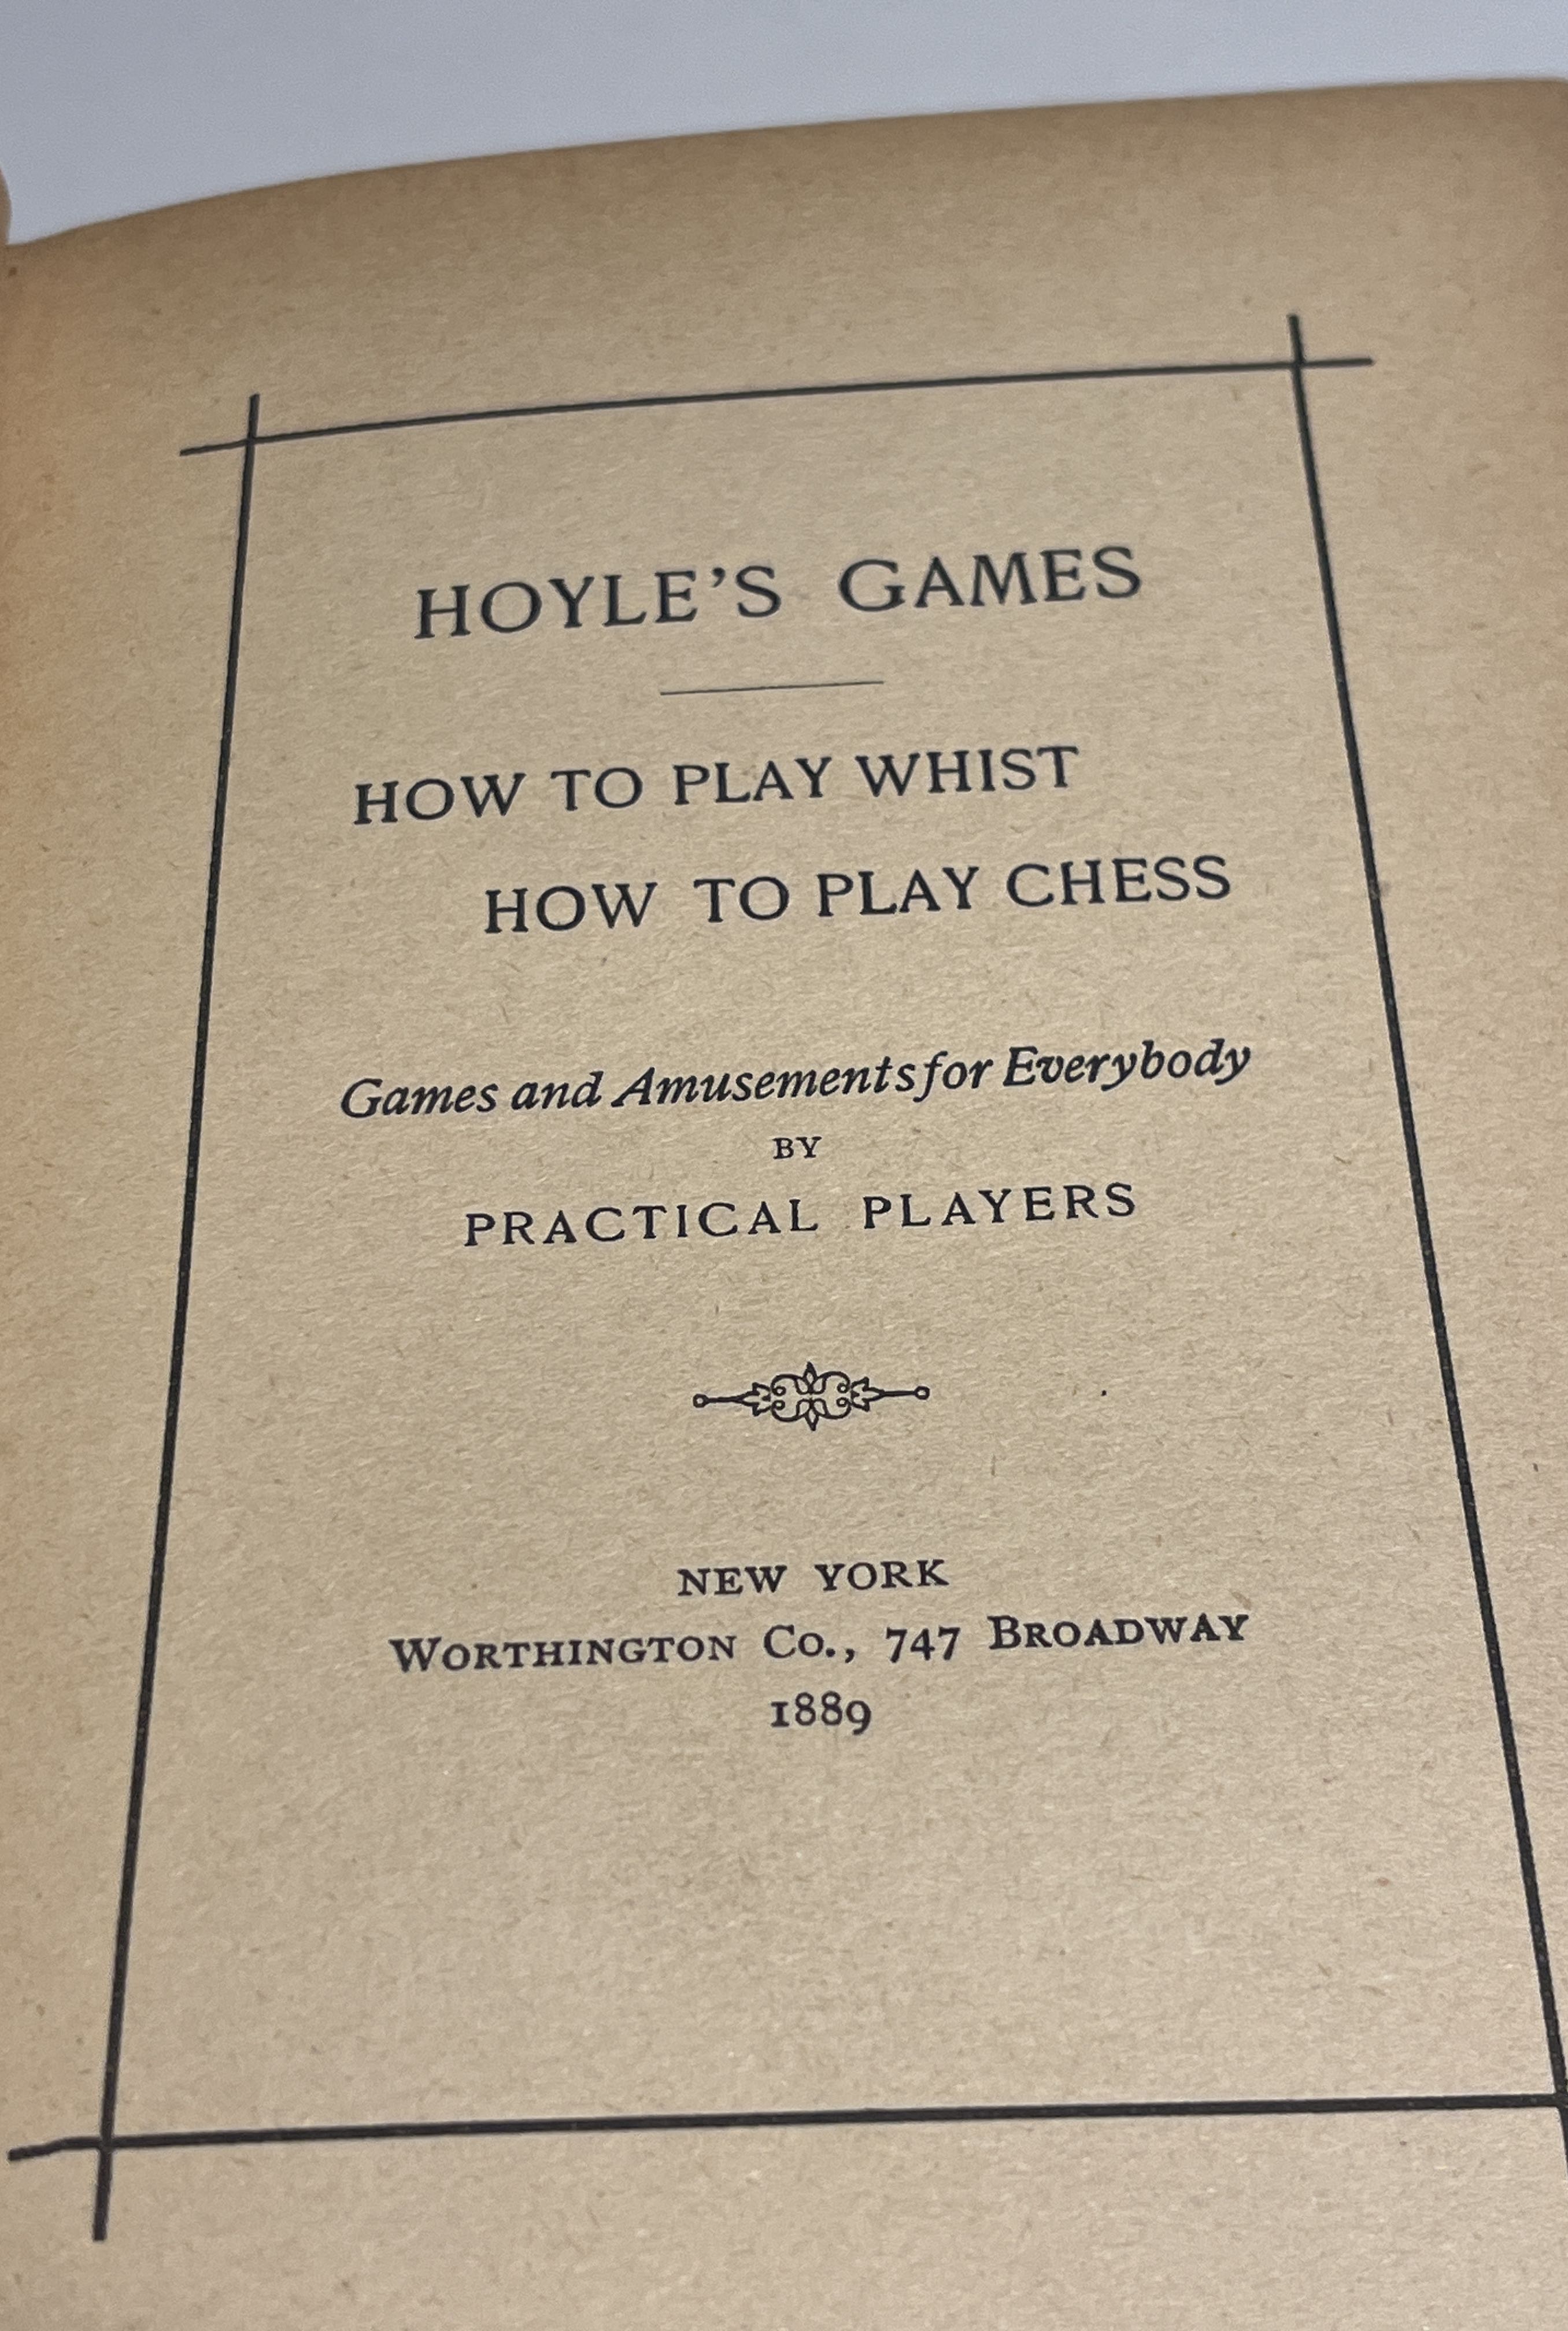 HOYLE'S GAMES
HOW TO PLAY WHIST
HOW TO PLAY CHESS
Games and Amusements for Everybody
BY
PRACTICAL PLAYERS
NEW YORK
WORTHINGTON CO., 747 BROADWAY
1889